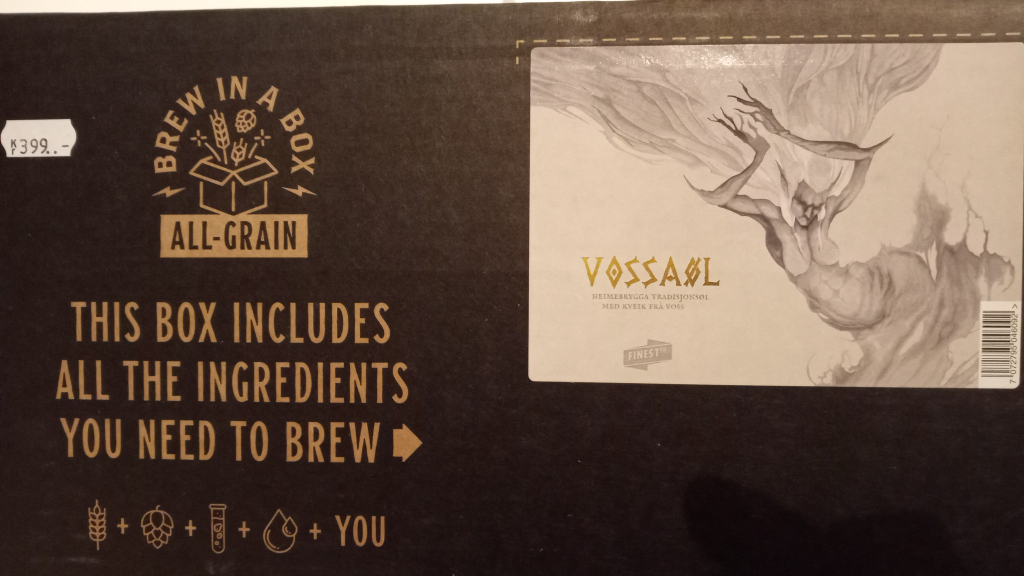 BREW IN A BOX
ALL-GRAIN
Kr 399.-
THIS BOX INCLUDES
ALL THE INGREDIENTS
YOU NEED TO BREW
+ + + + YOU
VOSSAØL
HEIMEBRYGGA TRADISJONSØL
MED KVEIK FRÅ VOSS
FINEST